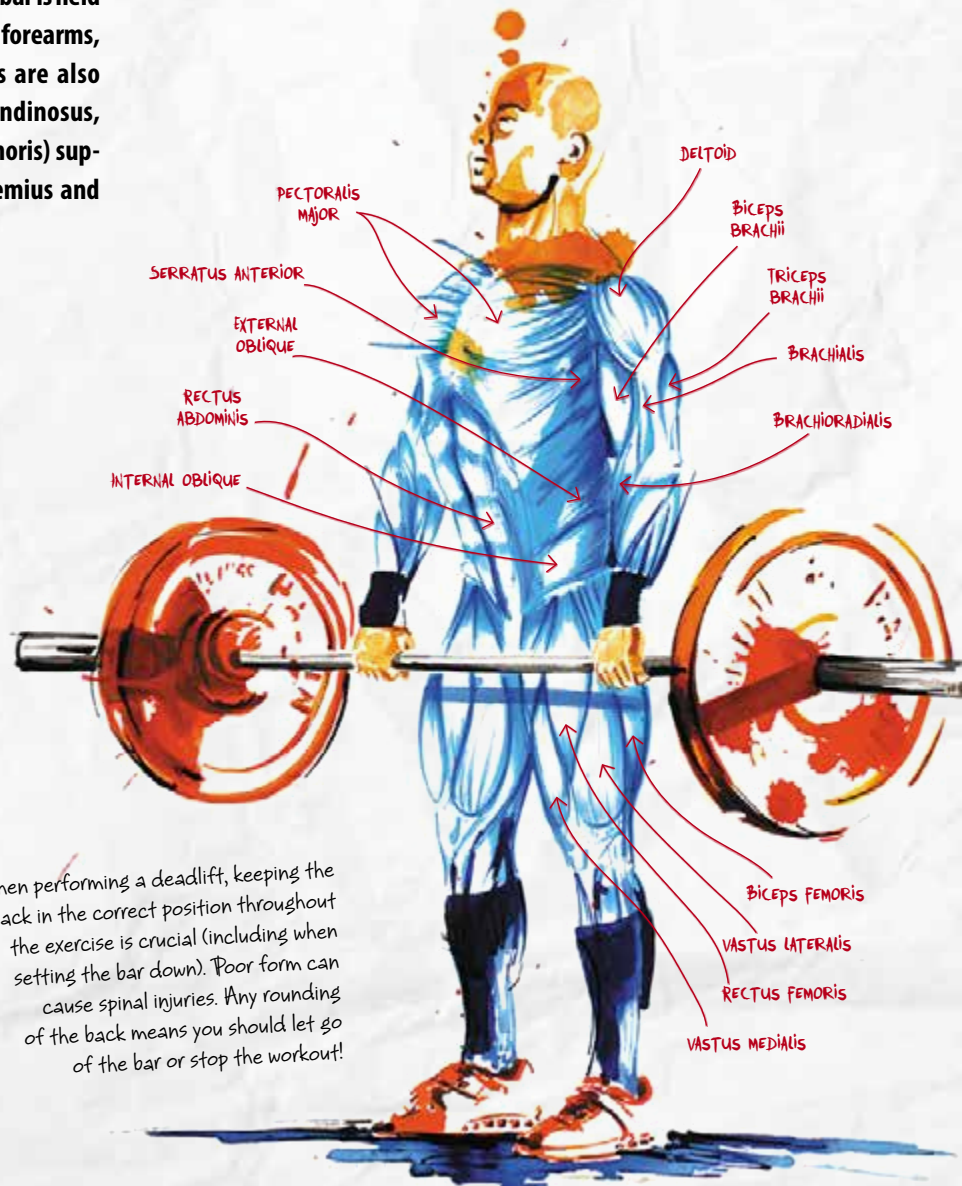 bar is held
forearms,
s are also
ndinosus,
noris) sup-
emius and
DELTOID
PECTORALIS
MAJOR
BICEPS
BRACHII
SERRATUS ANTERIOR
TRICEPS
BRACHII
EXTERNAL
OBLIQUE
BRACHIALIS
RECTUS
ABDOMINIS
BRACHIORADIALIS
INTERNAL OBLIQUE
hen performing a deadlift, keeping the
ack in the correct position throughout
the exercise is crucial (including when
setting the bar down). Poor form can
cause spinal injuries. Any rounding
of the back means you should let go
of the bar or stop the workout!
BICEPS FEMORIS
VASTUS LATERALIS
RECTUS FEMORIS
VASTUS MEDIALIS